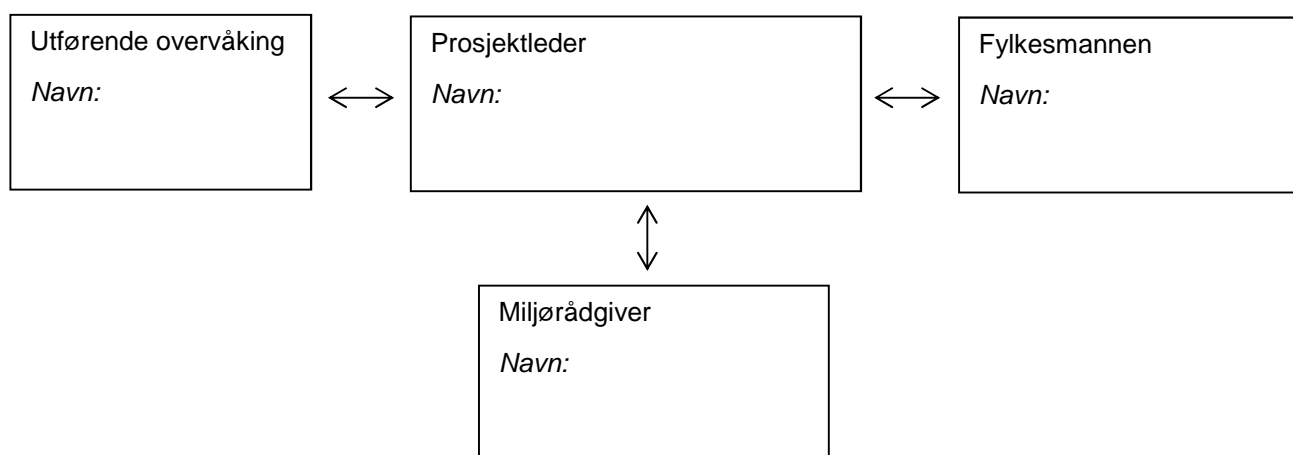 Utførende overvåking
Navn:
Prosjektleder
Navn:
Fylkesmannen
Navn:
Miljørådgiver
Navn: